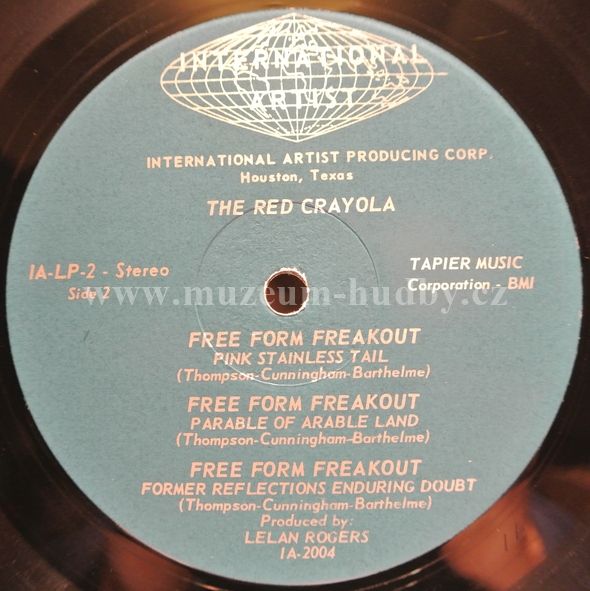 INTERNATIONAL
ARTIST
INTERNATIONAL ARTIST PRODUCING CORP.
Houston, Texas
THE RED CRAYOLA
IA-LP-2 - Stereo
Side 2
TAPIER MUSIC
Corporation - BMI
www.muzeum-hudby.cz
FREE FORM FREAKOUT
PINK STAINLESS TAIL
(Thompson-Cunningham-Barthelme)
FREE FORM FREAKOUT
PARABLE OF ARABLE LAND
(Thompson-Cunningham-Barthelme)
FREE FORM FREAKOUT
FORMER REFLECTIONS ENDURING DOUBT
(Thompson-Cunningham-Barthelme)
Produced by:
LELAN ROGERS
IA-2004